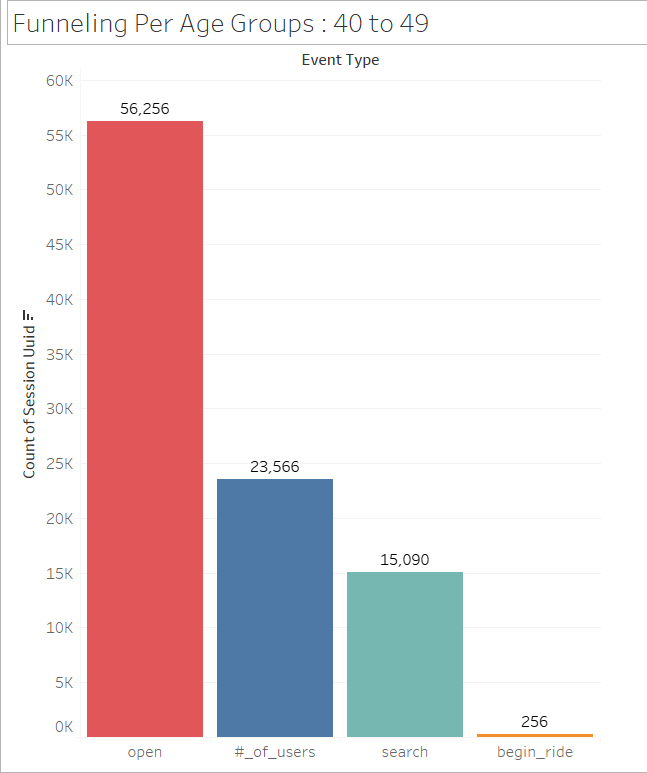 Funneling Per Age Groups : 40 to 49
Event Type
60K
55K
50K
45K
40K
35K
30K
25K
20K
15K
10K
5K
0K
Count of Session Uuid
56,256
23,566
15,090
256
open
#_of_users
search
begin_ride